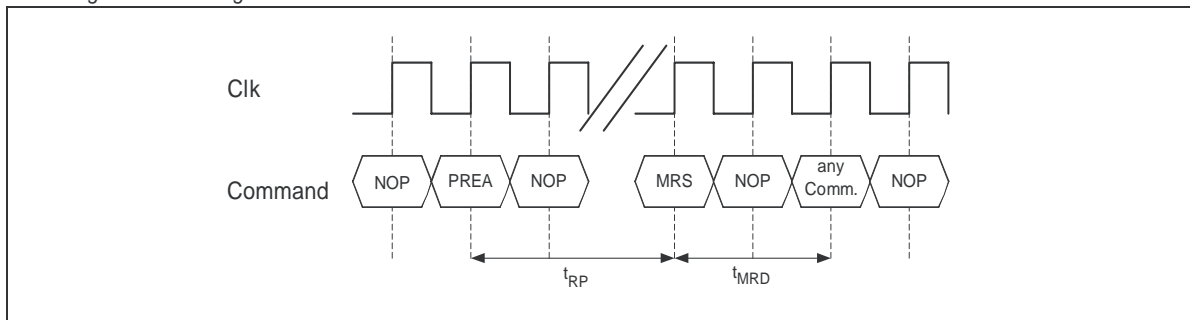 Clk
Command
NOP PREA NOP MRS NOP any Comm. NOP
tRP tMRD